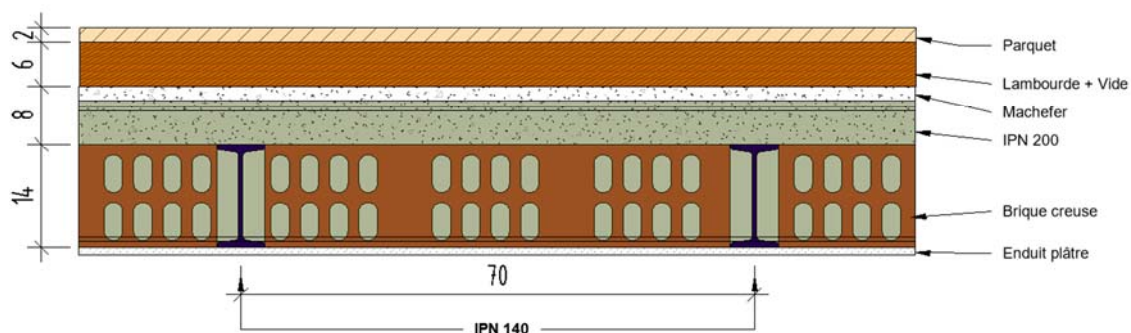 2
6
8
14
Parquet
Lambourde + Vide
Machefer
IPN 200
Brique creuse
Enduit plâtre
70
IPN 140